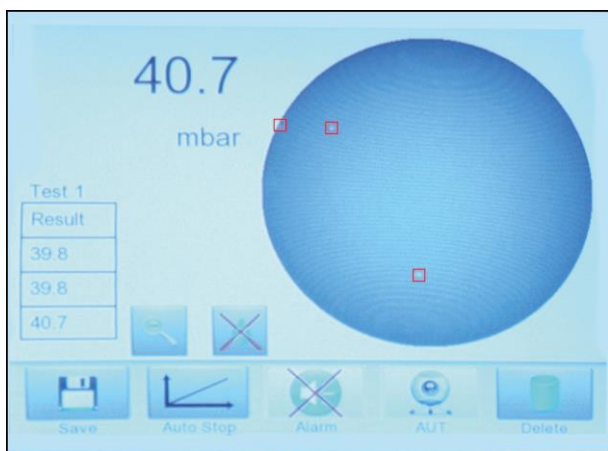 40.7
mbar
Test 1
Result
39.8
39.8
40.7
Save
Auto Stop
Alarm
AUT
Delete